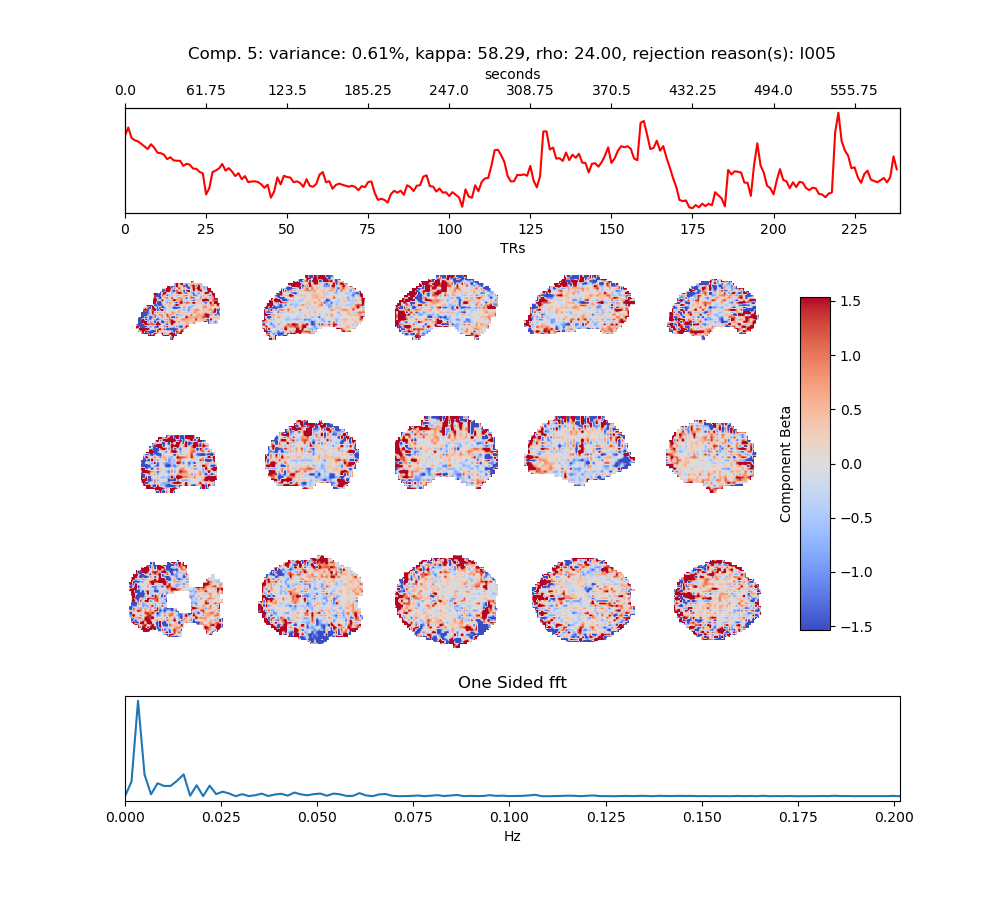 Comp. 5: variance: 0.61%, kappa: 58.29, rho: 24.00, rejection reason(s): I005
seconds
0.0 61.75 123.5 185.25 247.0 308.75 370.5 432.25 494.0 555.75
0 25 50 75 100 125 150 175 200 225
TRs
1.5
1.0
0.5
0.0
−0.5
−1.0
−1.5
Component Beta
One Sided fft
0.000 0.025 0.050 0.075 0.100 0.125 0.150 0.175 0.200
Hz